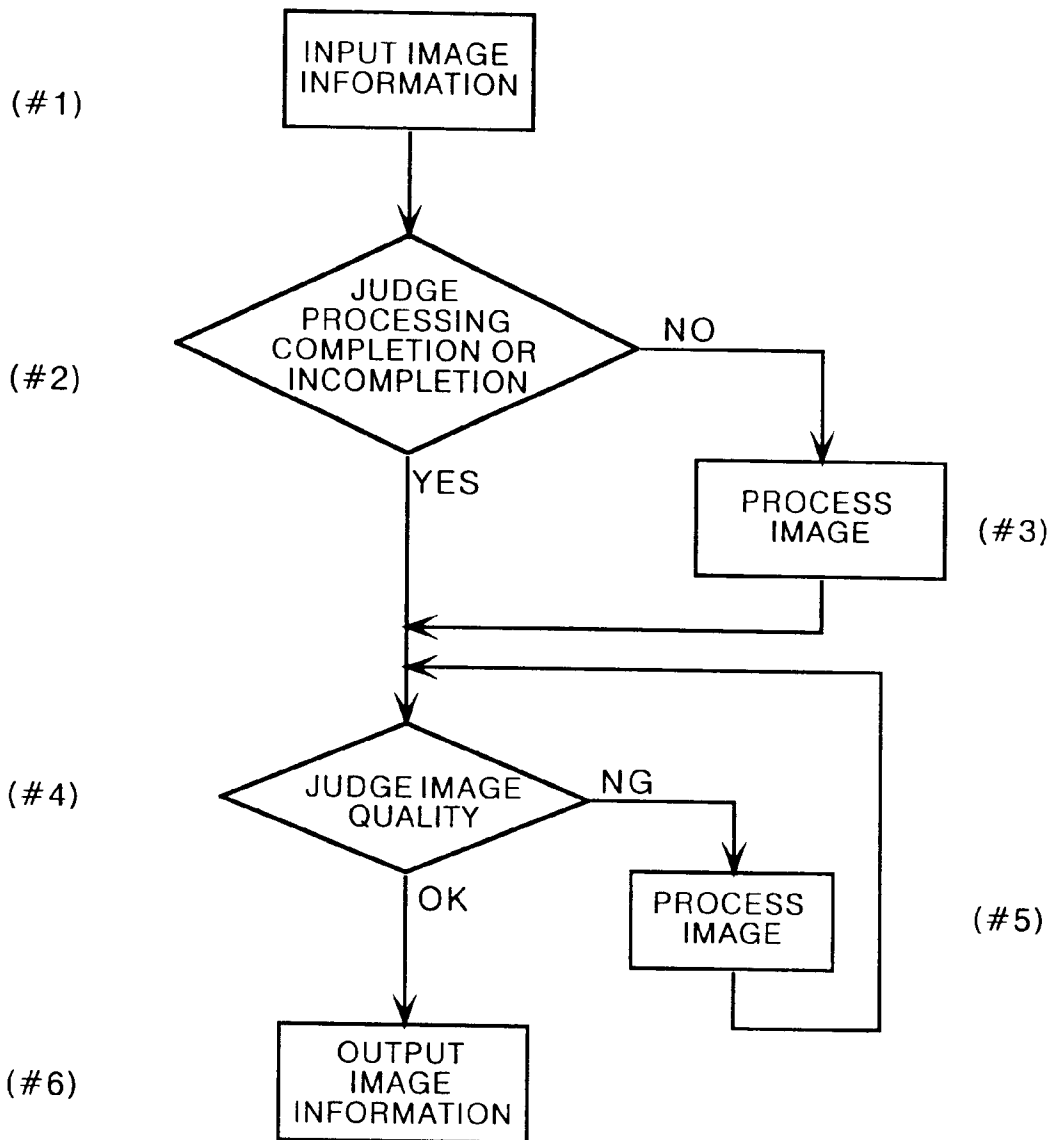 INPUT IMAGE
INFORMATION
(#1)
JUDGE
PROCESSING
COMPLETION OR
INCOMPLETION
NO
(#2)
YES
PROCESS
IMAGE
(#3)
JUDGE IMAGE
QUALITY
NG
(#4)
OK
PROCESS
IMAGE
(#5)
OUTPUT
IMAGE
INFORMATION
(#6)